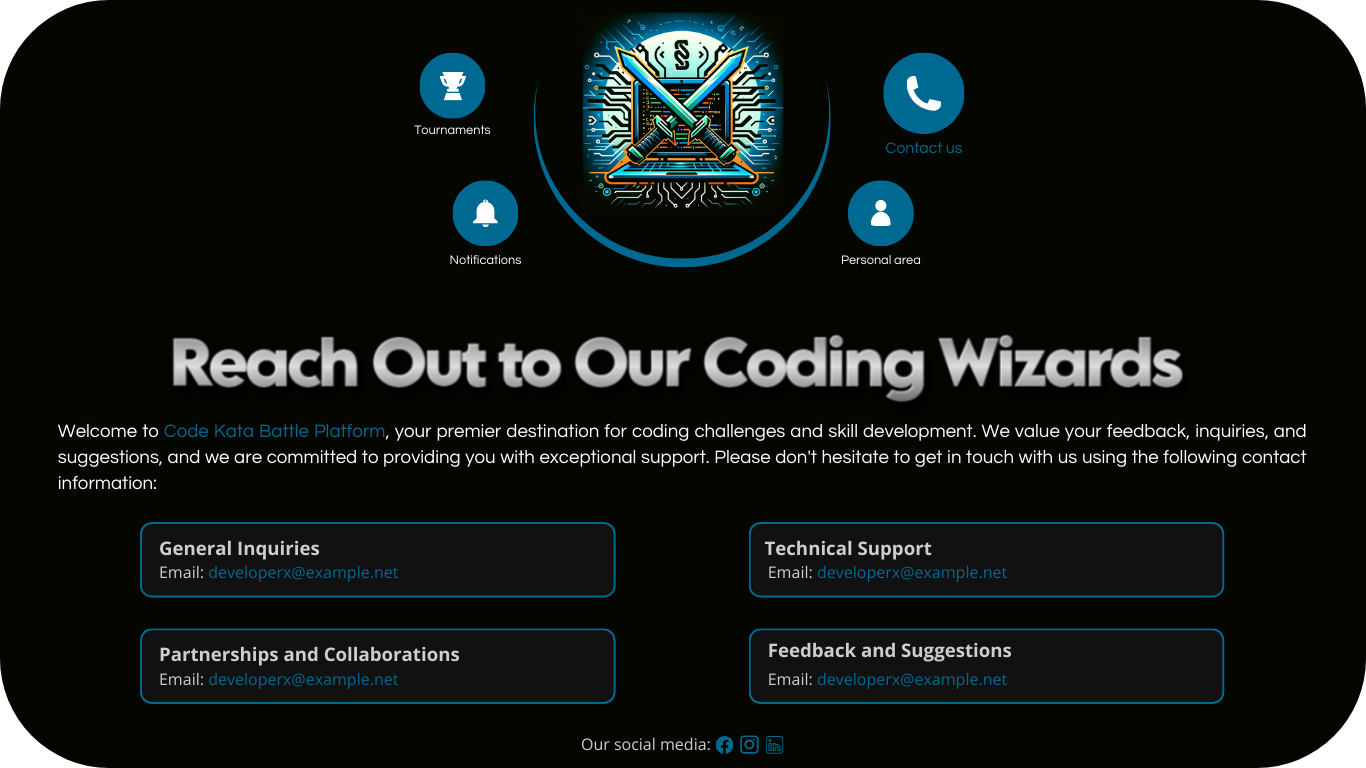 Tournaments
Contact us
Notifications
Personal area
Reach Out to Our Coding Wizards
Welcome to Code Kata Battle Platform, your premier destination for coding challenges and skill development. We value your feedback, inquiries, and
suggestions, and we are committed to providing you with exceptional support. Please don't hesitate to get in touch with us using the following contact
information:
General Inquiries
Email: developerx@example.net
Technical Support
Email: developerx@example.net
Partnerships and Collaborations
Email: developerx@example.net
Feedback and Suggestions
Email: developerx@example.net
Our social media: